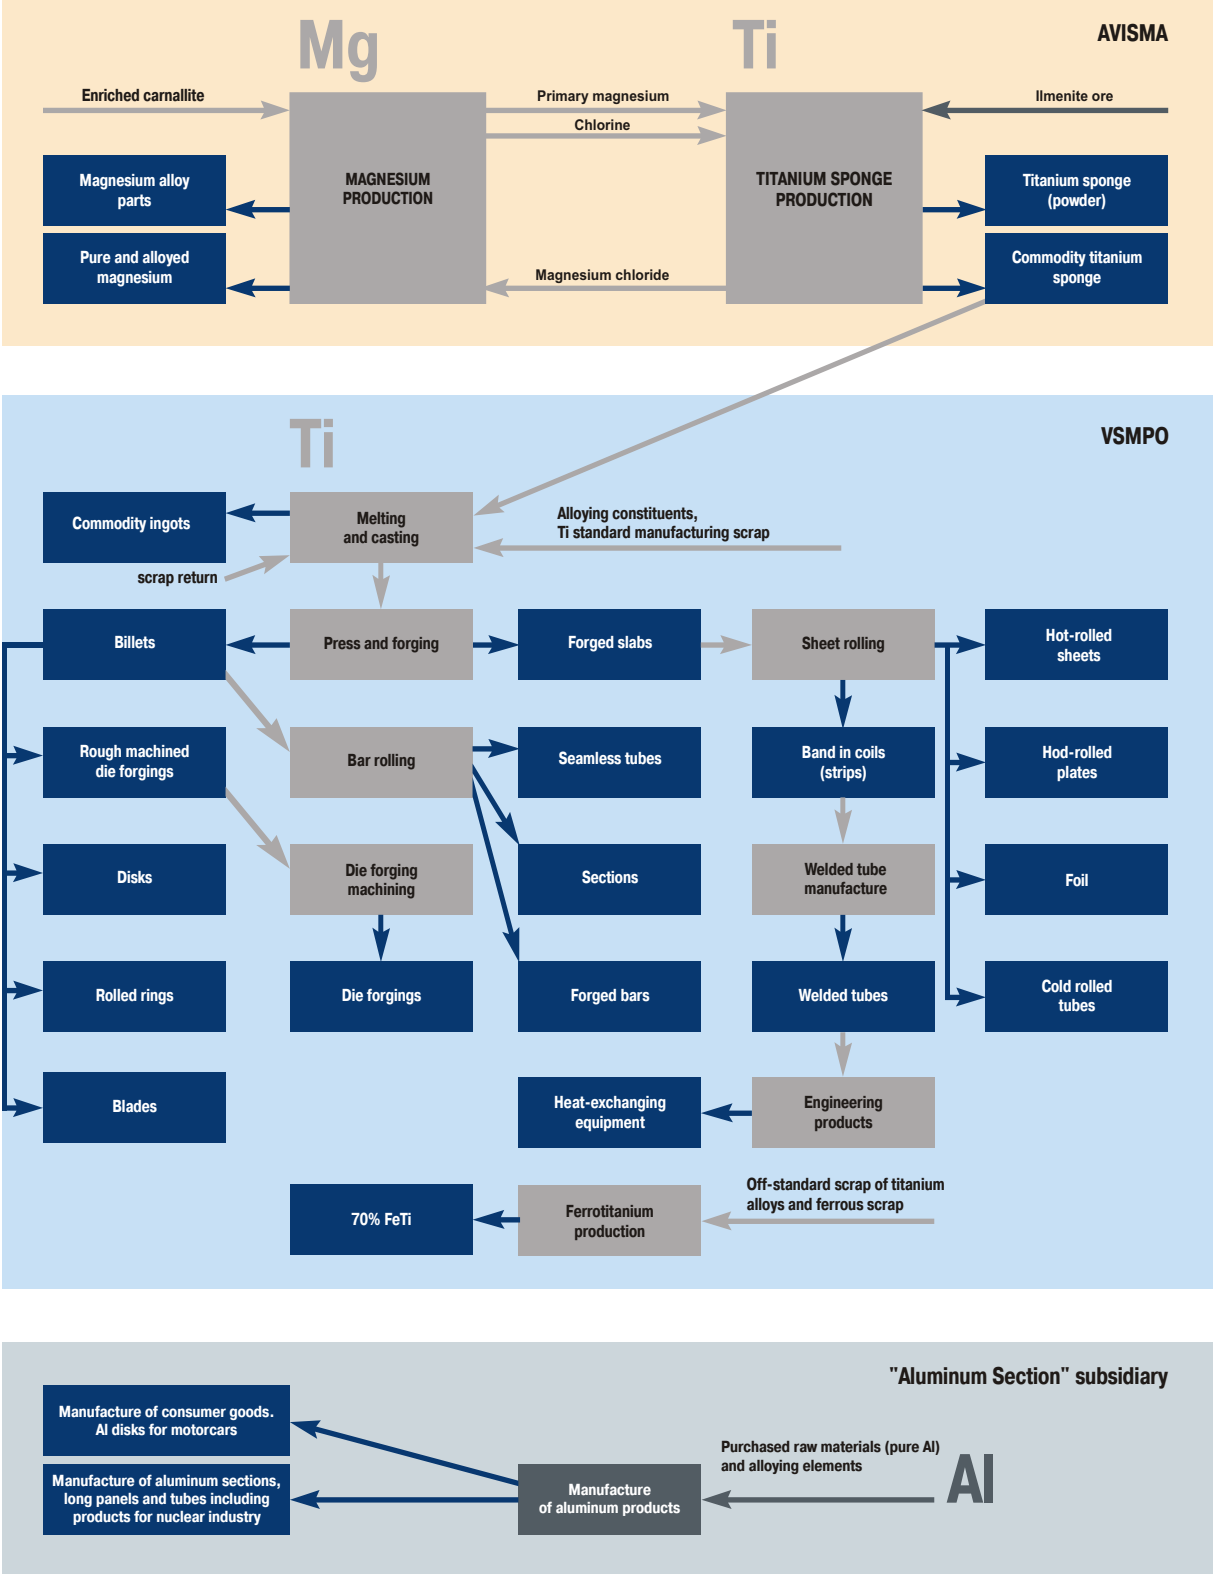 Mg
Ti
AVISMA
Enriched carnallite
Primary magnesium
Ilmenite ore
Chlorine
MAGNESIUM
PRODUCTION
TITANIUM SPONGE
PRODUCTION
Magnesium alloy
parts
Titanium sponge
(powder)
Pure and alloyed
magnesium
Magnesium chloride
Commodity titanium
sponge
Ti
VSMPO
Commodity ingots
Melting
and casting
Alloying constituents,
Ti standard manufacturing scrap
scrap return
Billets
Press and forging
Forged slabs
Sheet rolling
Hot-rolled
sheets
Rough machined
die forgings
Bar rolling
Seamless tubes
Band in coils
(strips)
Hod-rolled
plates
Disks
Die forging
machining
Sections
Welded tube
manufacture
Foil
Rolled rings
Die forgings
Forged bars
Welded tubes
Cold rolled
tubes
Blades
Heat-exchanging
equipment
Engineering
products
70% FeTi
Ferrotitanium
production
Off-standard scrap of titanium
alloys and ferrous scrap
"Aluminum Section" subsidiary
Manufacture of consumer goods.
Al disks for motorcars
Manufacture of aluminum sections,
long panels and tubes including
products for nuclear industry
Manufacture
of aluminum products
Purchased raw materials (pure Al)
and alloying elements
Al